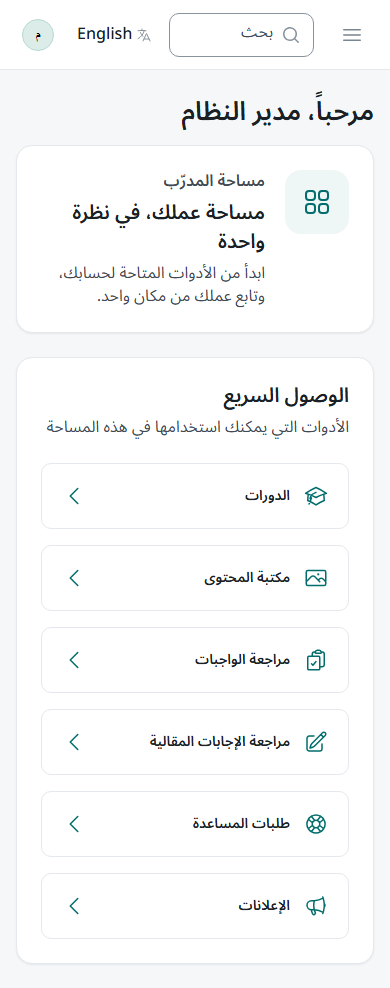 بحث
English
م
مرحباً، مدير النظام
مساحة المدرّب
مساحة عملك، في نظرة
واحدة
ابدأ من الأدوات المتاحة لحسابك،
وتابع عملك من مكان واحد.
الوصول السريع
الأدوات التي يمكنك استخدامها في هذه المساحة
الدورات
مكتبة المحتوى
مراجعة الواجبات
مراجعة الإجابات المقالية
طلبات المساعدة
الإعلانات